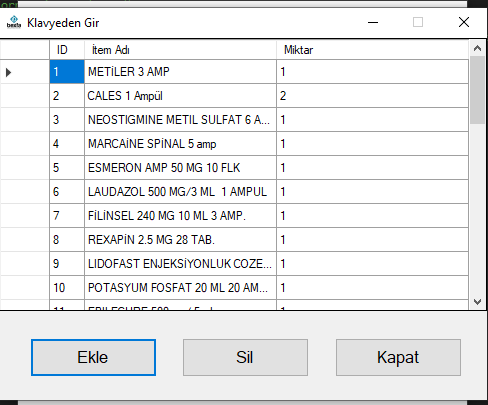 bexfa
Klavyeden Gir
ID İtem Adı Miktar
1 METİLER 3 AMP 1
2 CALES 1 Ampül 2
3 NEOSTIGMINE METIL SULFAT 6 A... 1
4 MARCAİNE SPİNAL 5 amp 1
5 ESMERON AMP 50 MG 10 FLK 1
6 LAUDAZOL 500 MG/3 ML 1 AMPUL 1
7 FİLİNSEL 240 MG 10 ML 3 AMP. 1
8 REXAPİN 2.5 MG 28 TAB. 1
9 LIDOFAST ENJEKSİYONLUK COZE... 1
10 POTASYUM FOSFAT 20 ML 20 AM... 1
Ekle Sil Kapat